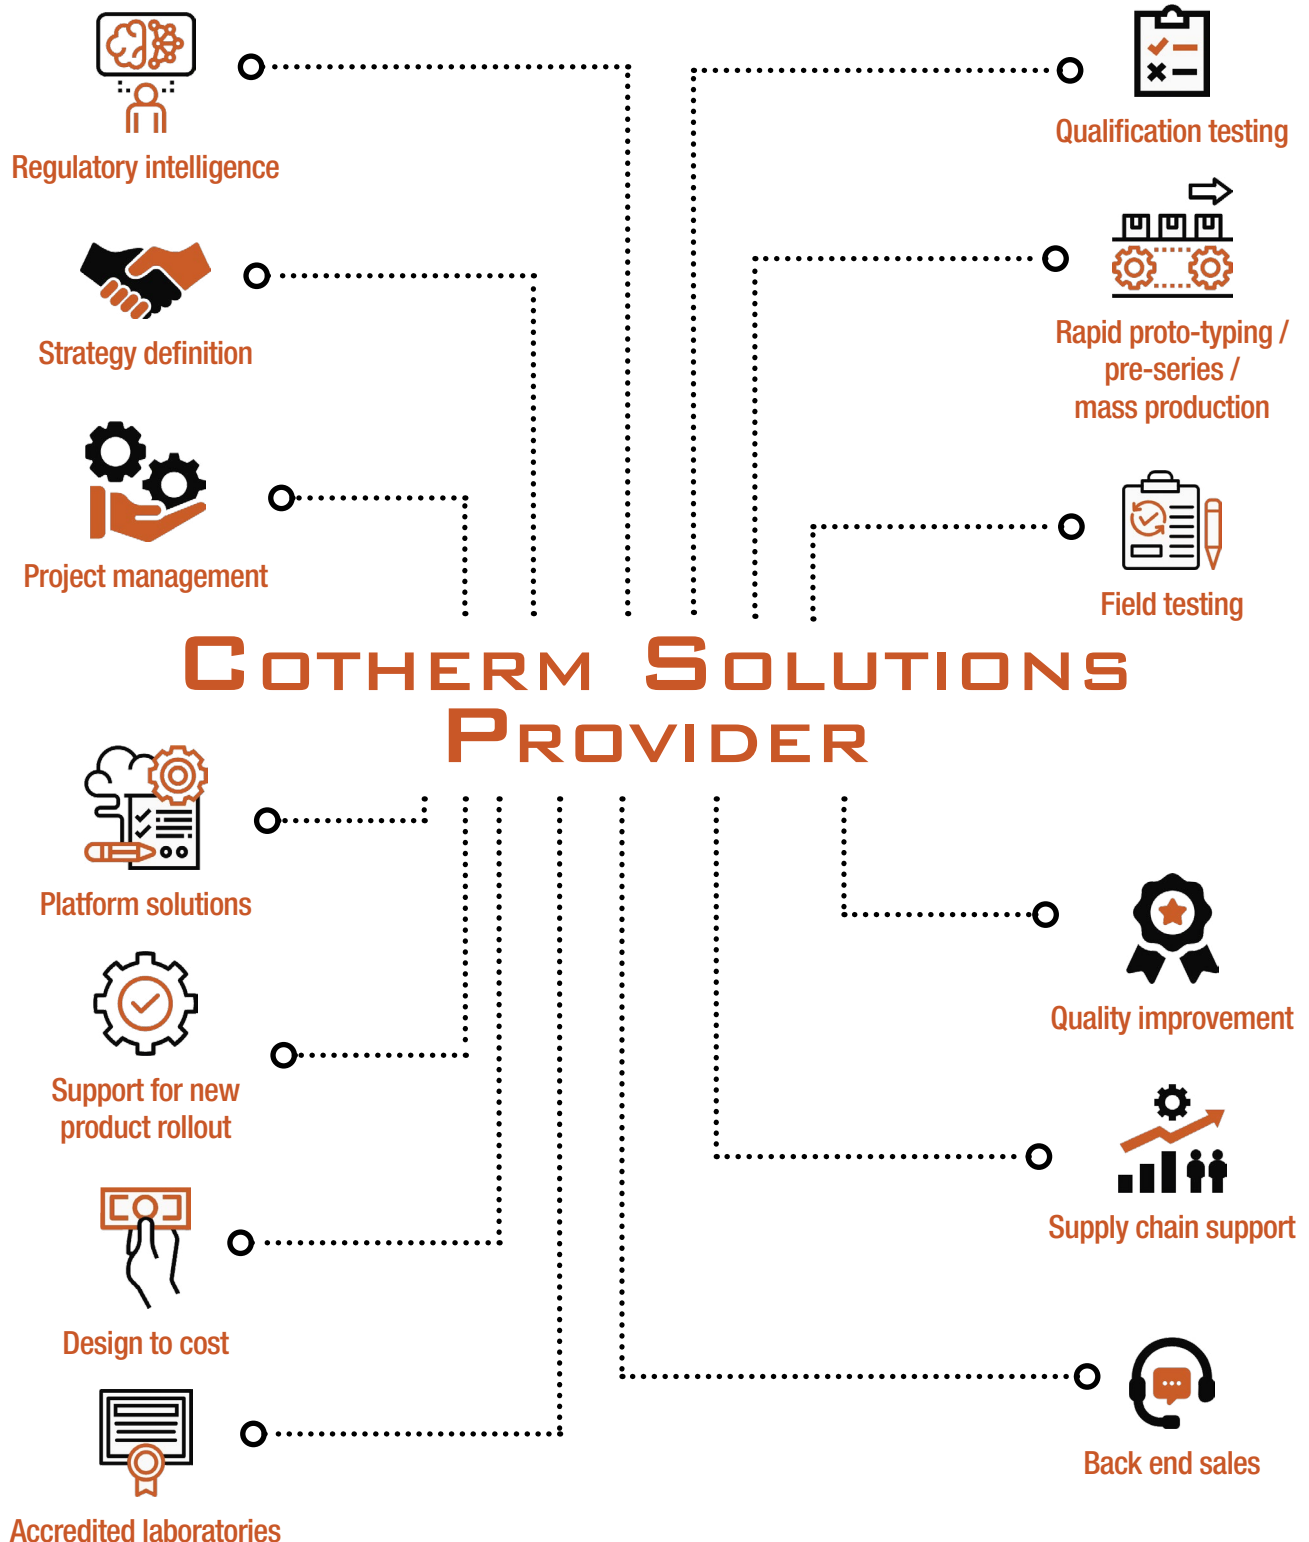 Regulatory intelligence
Strategy definition
Project management
Qualification testing
Rapid proto-typing /
pre-series /
mass production
Field testing
COTHERM SOLUTIONS
PROVIDER
Platform solutions
Support for new
product rollout
Design to cost
Accredited laboratories
Quality improvement
Supply chain support
Back end sales